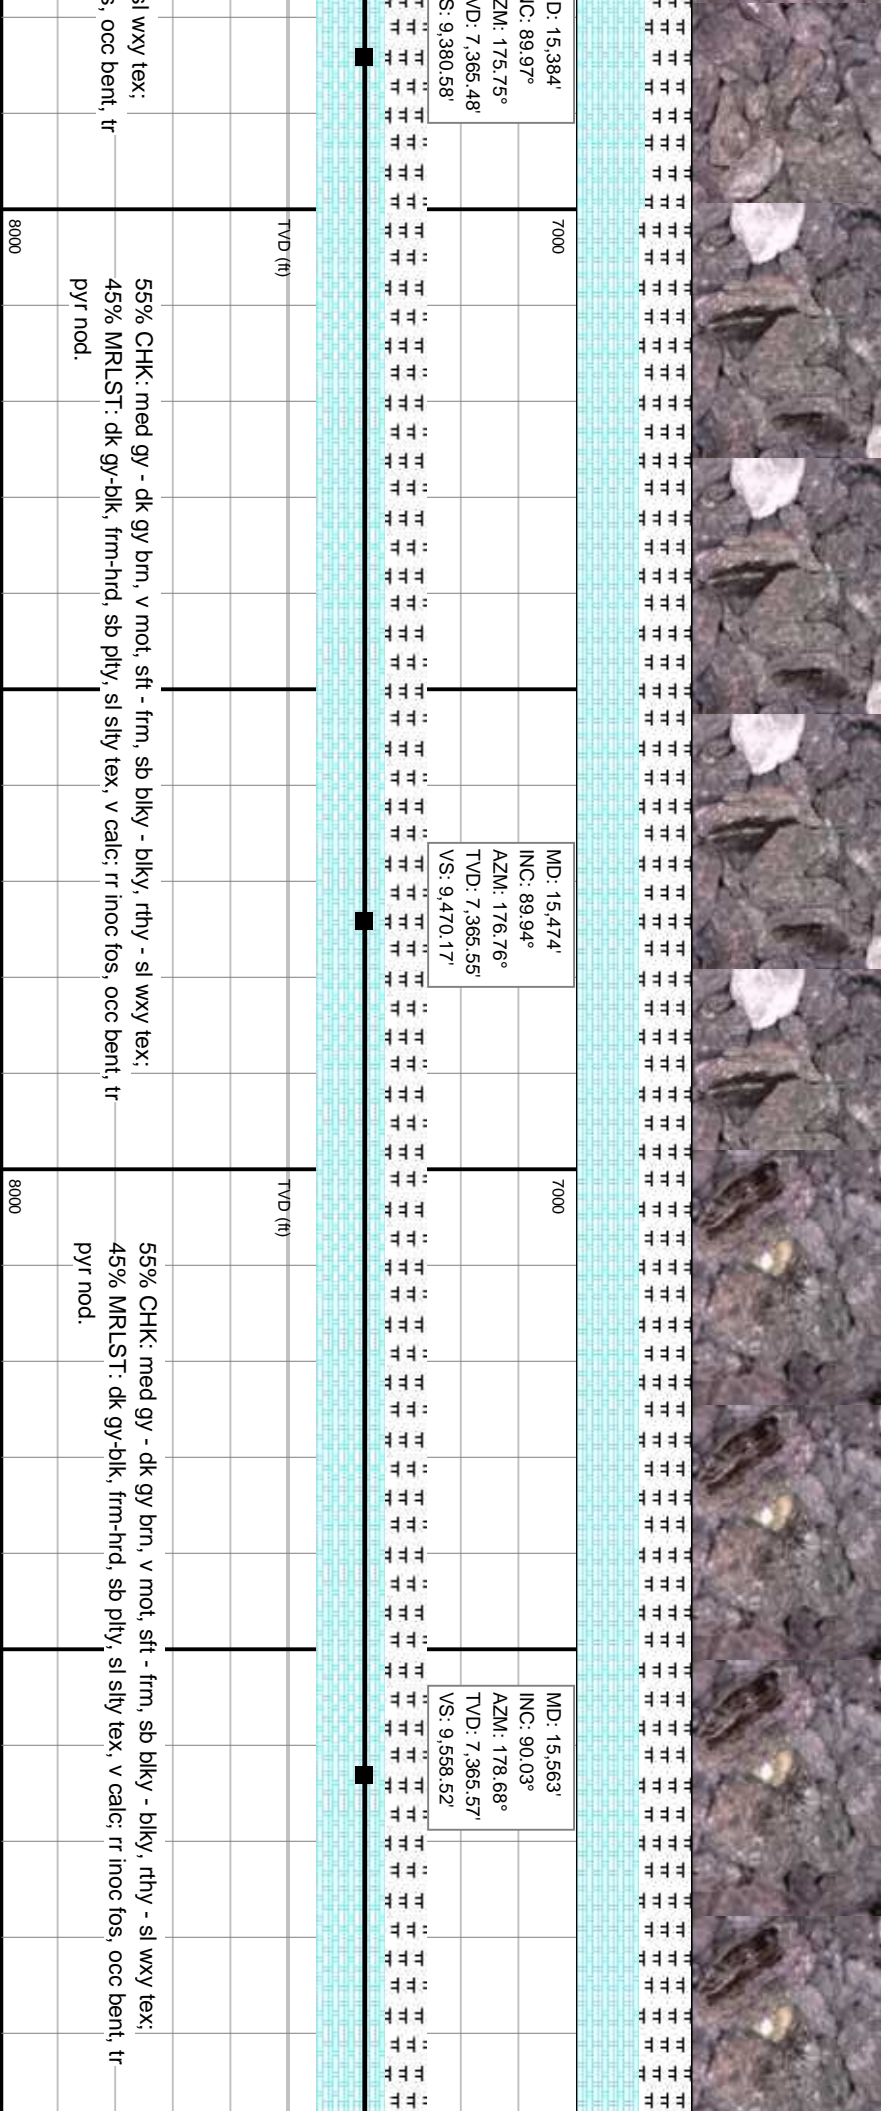 D: 15,384'
NC: 89.97°
ZM: 175.75°
VD: 7,365.48'
S: 9,380.58'
sl wxy tex;
s, occ bent, tr
7000
TVD (ft)
8000
55% CHK: med gy - dk gy brn, v mot, sft - frm, sb blky - blky, rthy - sl wxy tex;
45% MRLST: dk gy-blk, frm-hrd, sb plty, sl slty tex, v calc; rr inoc fos, occ bent, tr
pyr nod.
MD: 15,474'
INC: 89.94°
AZM: 176.76°
TVD: 7,365.55'
VS: 9,470.17'
7000
TVD (ft)
8000
55% CHK: med gy - dk gy brn, v mot, sft - frm, sb blky - blky, rthy - sl wxy tex;
45% MRLST: dk gy-blk, frm-hrd, sb plty, sl slty tex, v calc; rr inoc fos, occ bent, tr
pyr nod.
MD: 15,563'
INC: 90.03°
AZM: 178.68°
TVD: 7,365.57'
VS: 9,558.52'